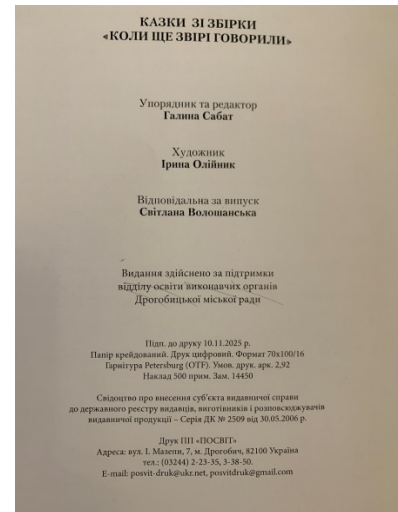 КАЗКИ ЗІ ЗБІРКИ
«КОЛИ ЩЕ ЗВІРІ ГОВОРИЛИ»
Упорядник та редактор
Галина Сабат
Художник
Ірина Олійник
Відповідальна за випуск
Світлана Волошанська
Видання здійснено за підтримки
відділу освіти виконавчих органів
Дрогобицької міської ради
Підп. до друку 10.11.2025 р.
Папір крейдований. Друк цифровий. Формат 70х100/16
Гарнітура Petersburg (OTF). Умов. друк. арк. 2,92
Наклад 500 прим. Зам. 14450
Свідоцтво про внесення суб'єкта видавничої справи
до державного реєстру видавців, виготівників і розповсюджувачів
видавничої продукції – Серія ДК № 2509 від 30.05.2006 р.
Друк ПП «ПОСВІТ»
Адреса: вул. І. Мазепи, 7, м. Дрогобич, 82100 Україна
тел.: (03244) 2-23-35, 3-38-50.
E-mail: posvit-druk@ukr.net, posvitdruk@gmail.com